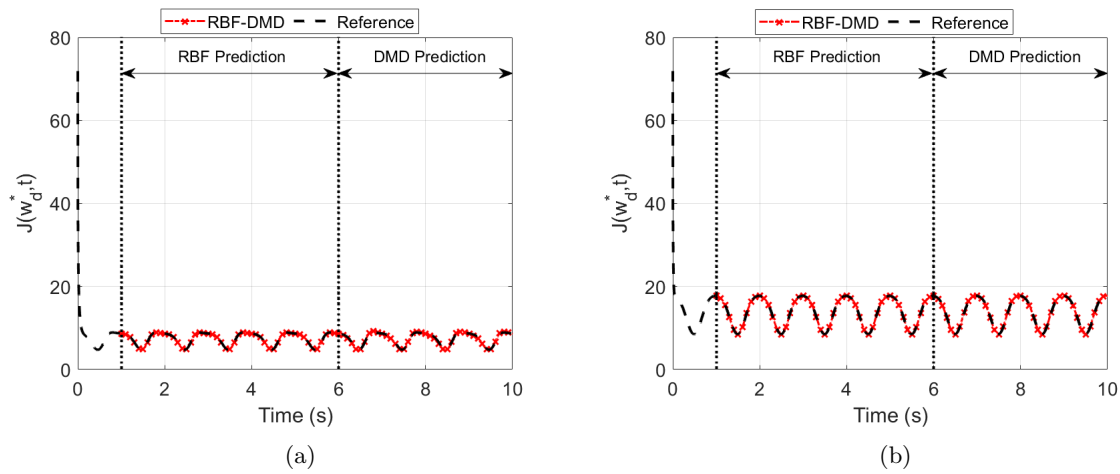 RBF-DMD Reference
80
60
40
20
0
J(w_d^*,t)
RBF Prediction DMD Prediction
0 2 4 6 8 10
Time (s)
(a)
RBF-DMD Reference
80
60
40
20
0
J(w_d^*,t)
RBF Prediction DMD Prediction
0 2 4 6 8 10
Time (s)
(b)